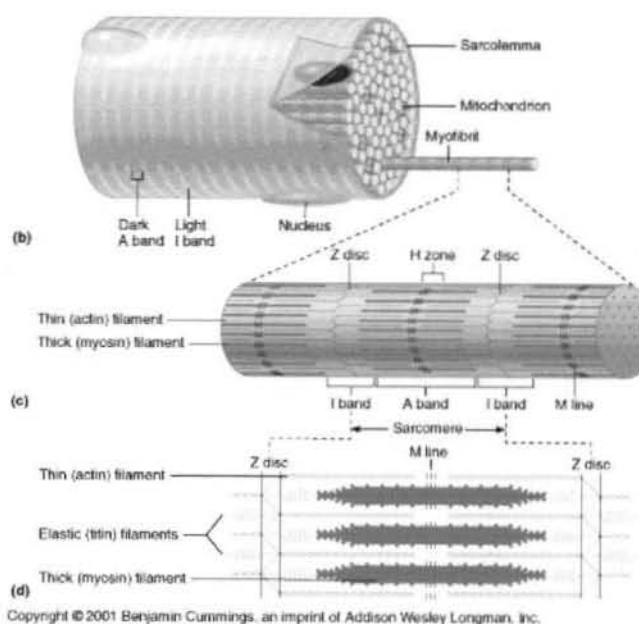 Sarcolemma
Mitochondrion
Myofibril
Dark
A band
Light
I band
Nucleus
(b)
Z disc
H zone
Z disc
Thin (actin) filament
Thick (myosin) filament
(c)
I band
A band
I band
M line
Sarcomere
Z disc
M line
Z disc
Thin (actin) filament
Elastic (titin) filaments
Thick (myosin) filament
(d)
Copyright © 2001 Benjamin Cummings, an imprint of Addison Wesley Longman, Inc.